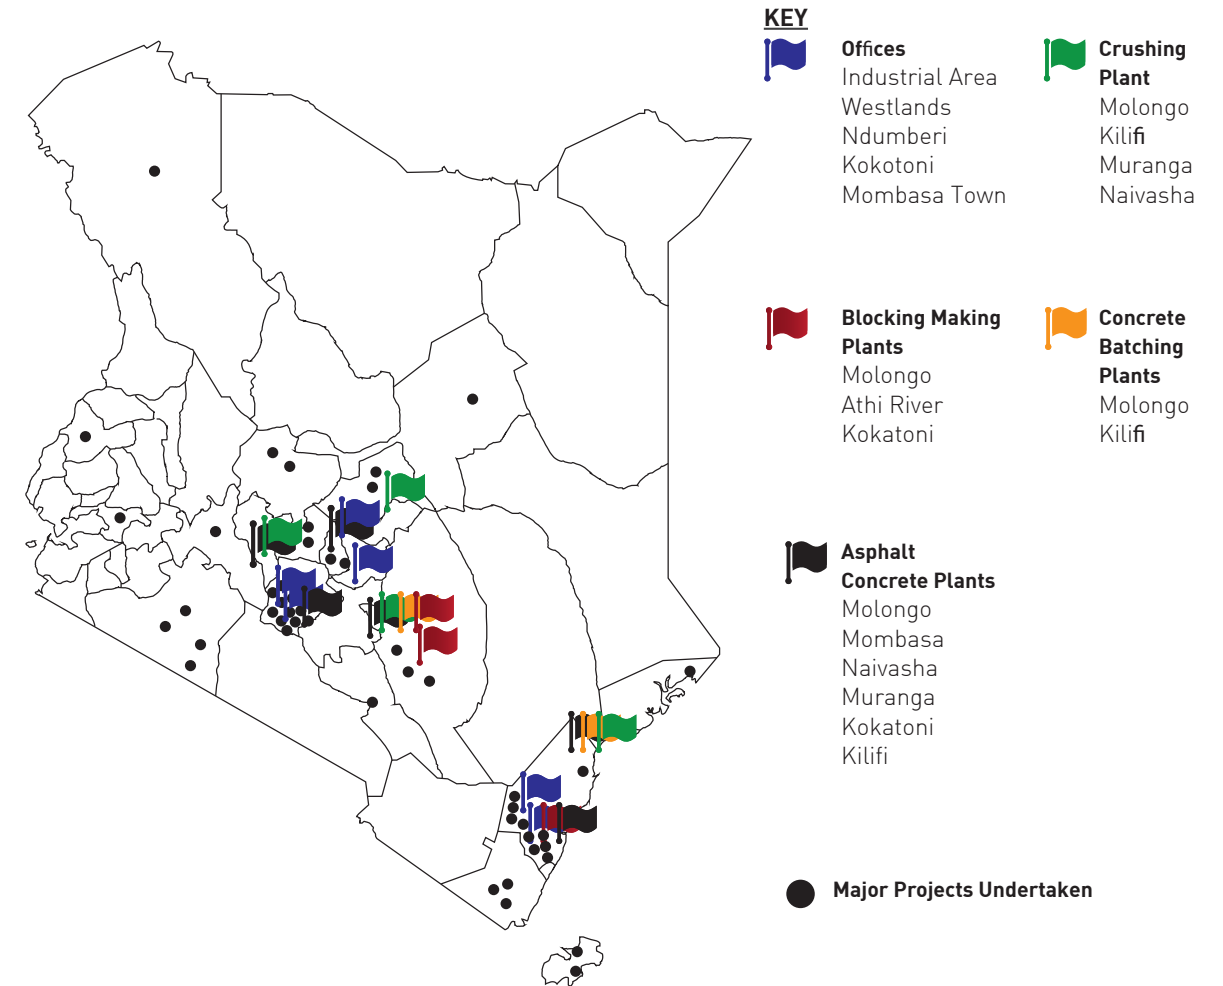 KEY
Offices
Industrial Area
Westlands
Ndumberi
Kokotoni
Mombasa Town
Crushing
Plant
Molongo
Kilifi
Muranga
Naivasha
Blocking Making
Plants
Molongo
Athi River
Kokatoni
Concrete
Batching
Plants
Molongo
Kilifi
Asphalt
Concrete Plants
Molongo
Mombasa
Naivasha
Muranga
Kokatoni
Kilifi
Major Projects Undertaken